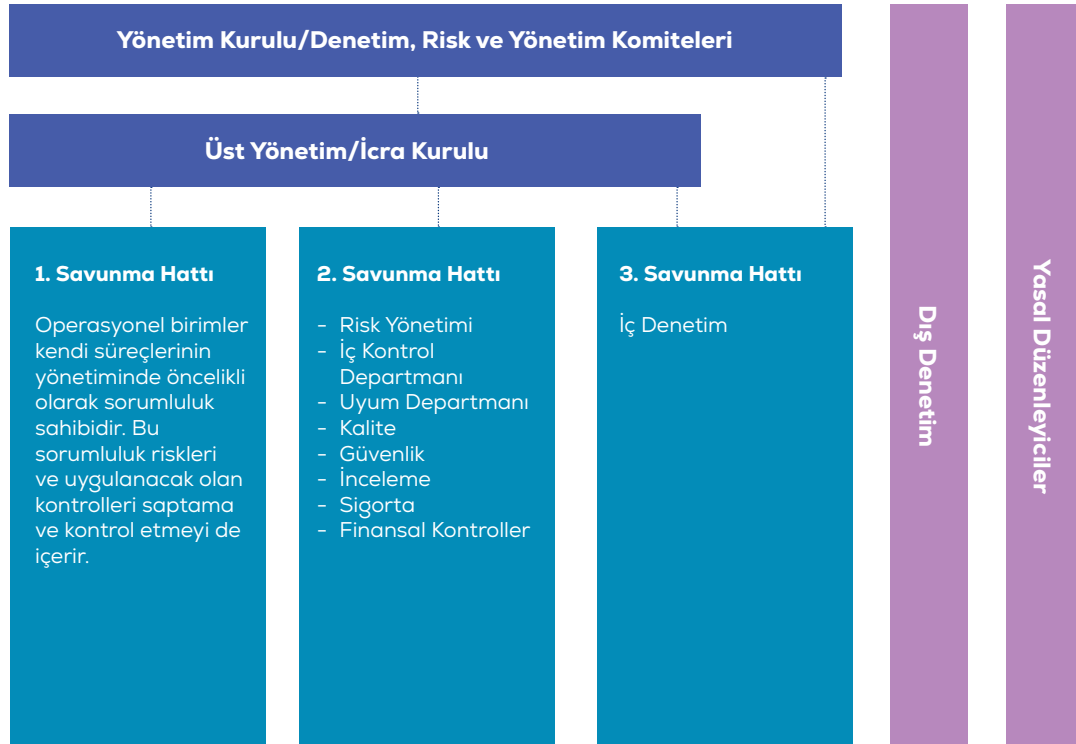 Yönetim Kurulu/Denetim, Risk ve Yönetim Komiteleri
Üst Yönetim/İcra Kurulu
1. Savunma Hattı
Operasyonel birimler
kendi süreçlerinin
yönetiminde öncelikli
olarak sorumluluk
sahibidir. Bu
sorumluluk riskleri
ve uygulanacak olan
kontrolleri saptama
ve kontrol etmeyi de
içerir.
2. Savunma Hattı
- Risk Yönetimi
- İç Kontrol
Departmanı
- Uyum Departmanı
- Kalite
- Güvenlik
- İnceleme
- Sigorta
- Finansal Kontroller
3. Savunma Hattı
İç Denetim
Dış Denetim
Yasal Düzenleyiciler